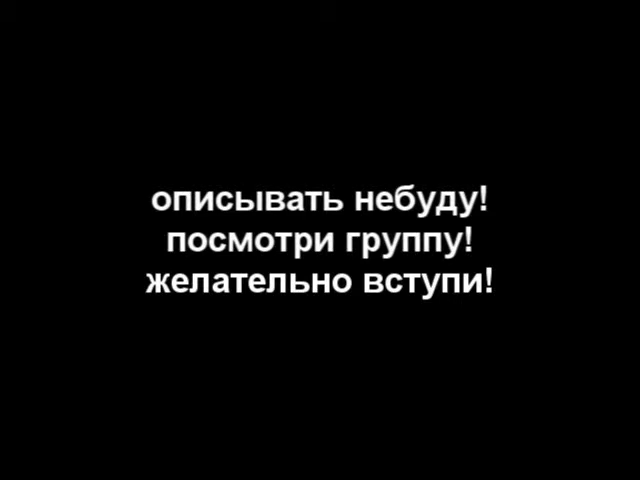 описывать небуду!
посмотри группу!
желательно вступи!